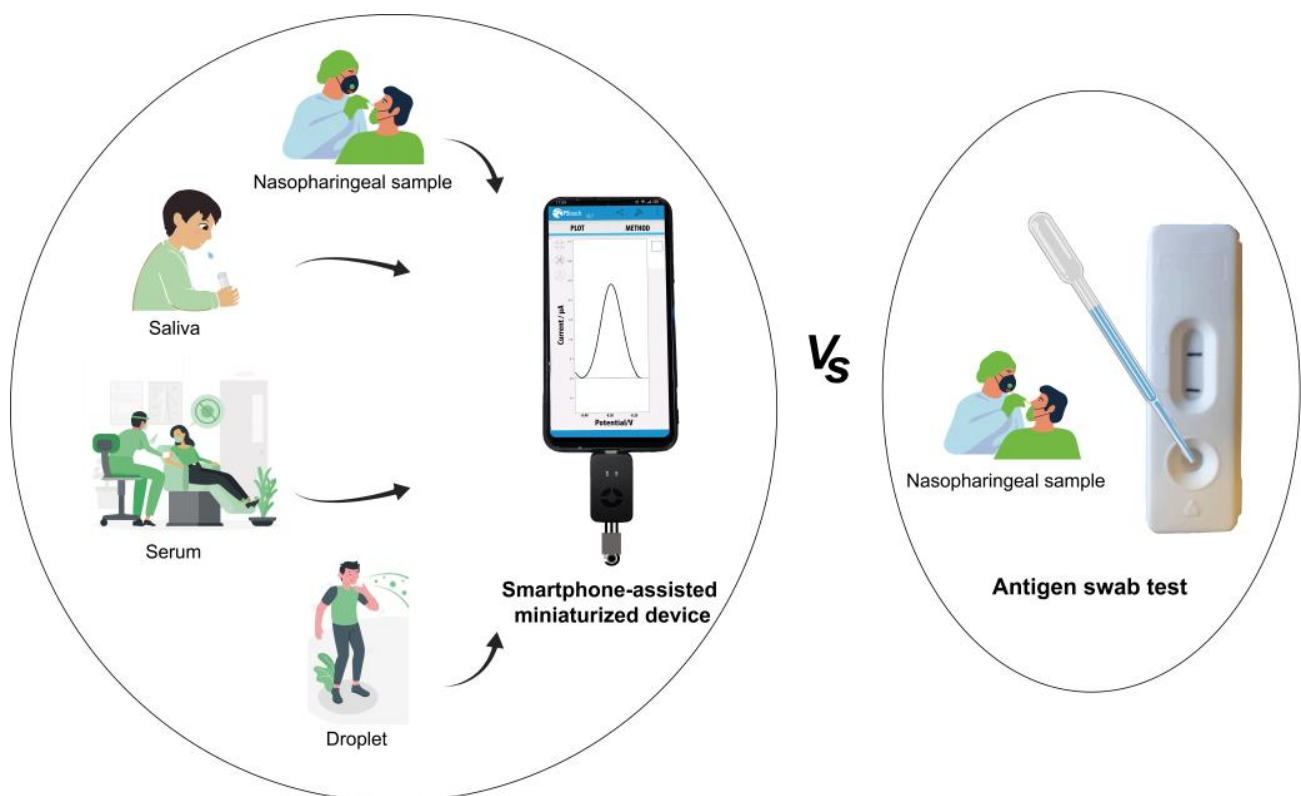 Nasopharingeal sample
Saliva
Serum
Droplet
PLOT
METHOD
Current / µA
Potential/V
Smartphone-assisted
miniaturized device
Vs
Nasopharingeal sample
Antigen swab test